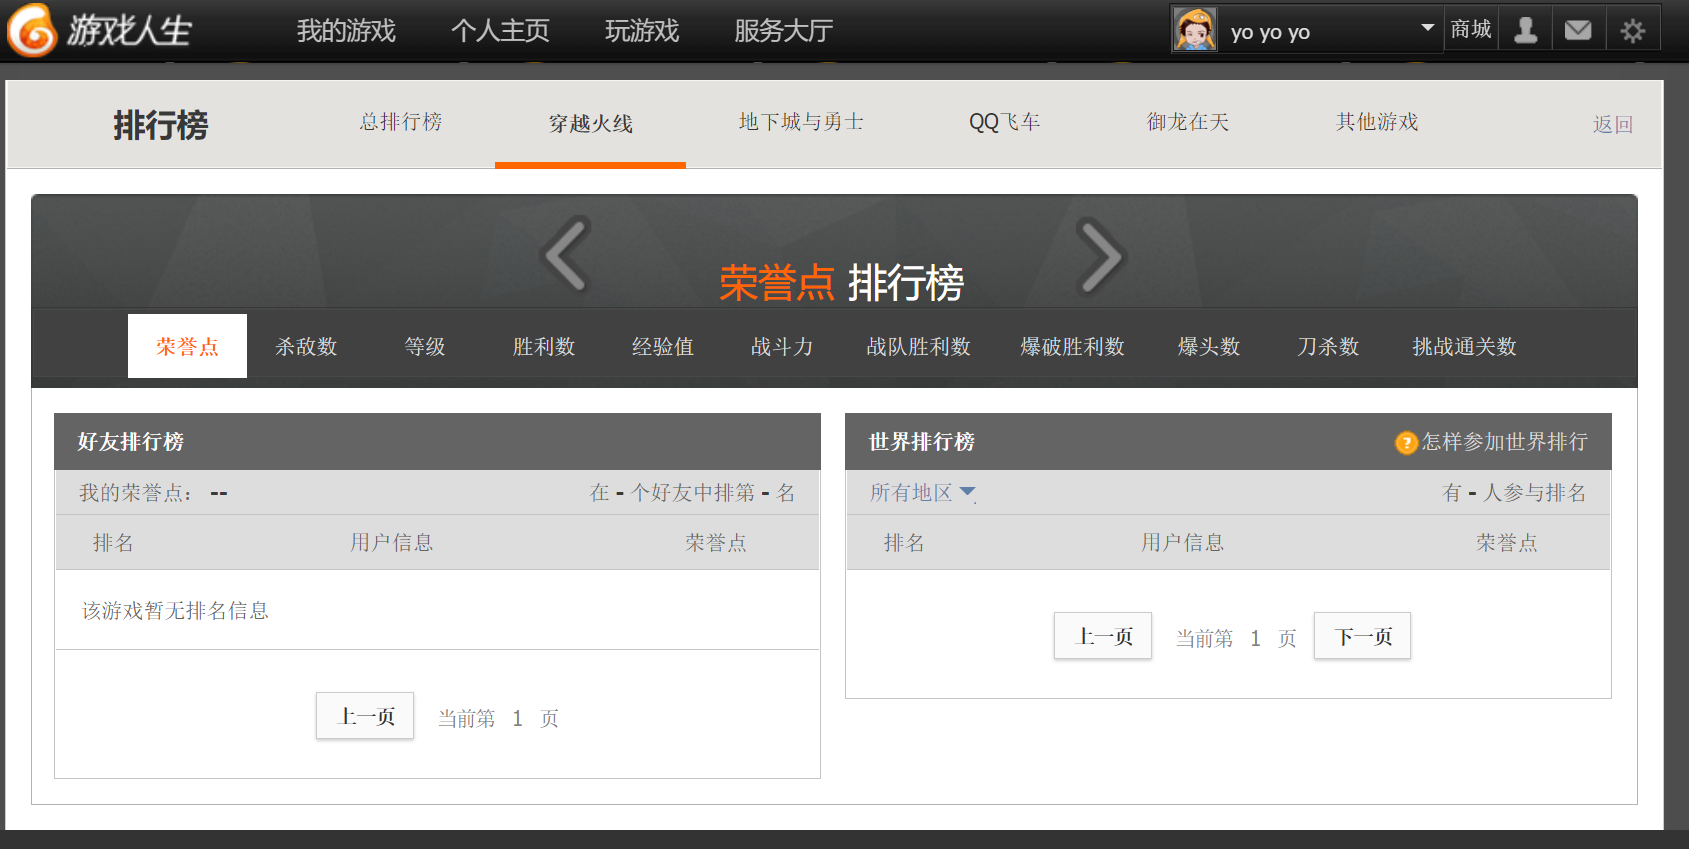 游戏人生 我的游戏 个人主页 玩游戏 服务大厅 yo yo yo 商城
排行榜 总排行榜 穿越火线 地下城与勇士 QQ飞车 御龙在天 其他游戏 返回
荣誉点 排行榜
荣誉点 杀敌数 等级 胜利数 经验值 战斗力 战队胜利数 爆破胜利数 爆头数 刀杀数 挑战通关数
好友排行榜
我的荣誉点： -- 在 - 个好友中排第 - 名
排名 用户信息 荣誉点
该游戏暂无排名信息
上一页 当前第 1 页
世界排行榜 ? 怎样参加世界排行
所有地区 有 - 人参与排名
排名 用户信息 荣誉点
上一页 当前第 1 页 下一页